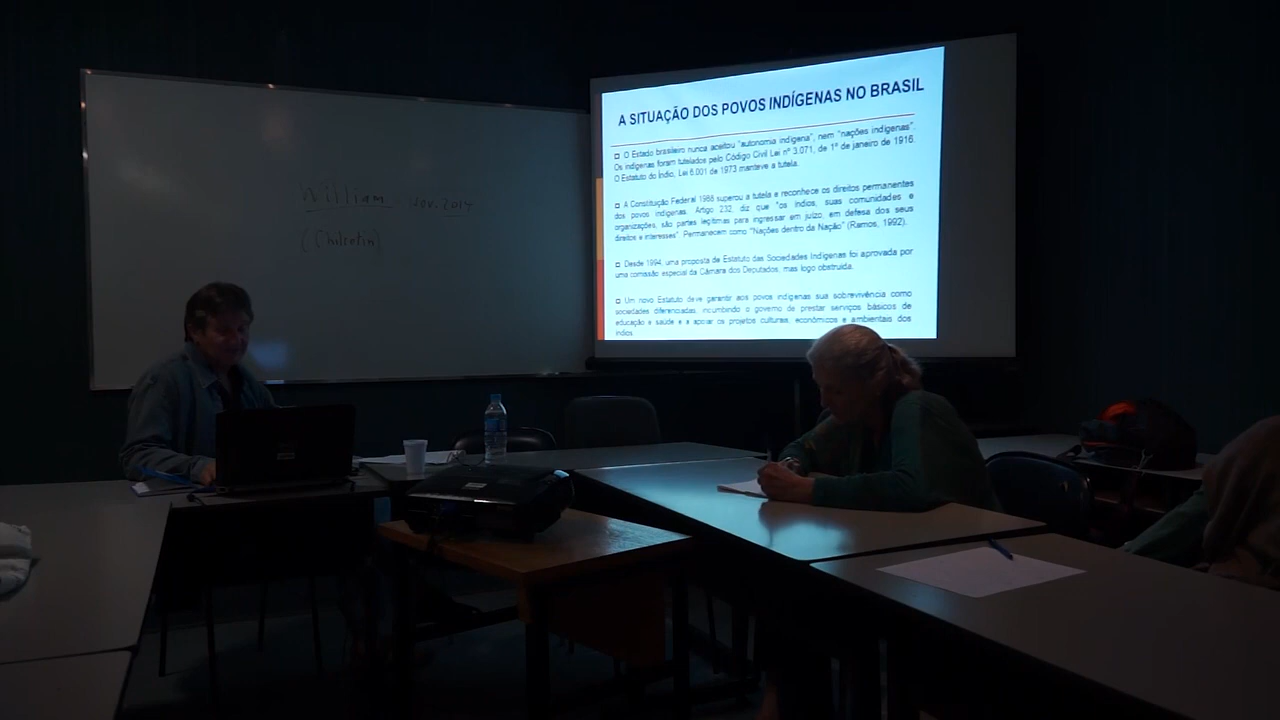 William nov. 2014
(Chilcotin)
A SITUAÇÃO DOS POVOS INDÍGENAS NO BRASIL
O Estado brasileiro nunca aceitou "autonomia indígena", nem "nações indígenas".
Os indígenas foram tutelados pelo Código Civil Lei nº 3.071, de 1º de janeiro de 1916.
O Estatuto do Índio, Lei 6.001 de 1973 manteve a tutela.
A Constituição Federal 1988 superou a tutela e reconhece os direitos permanentes
dos povos indígenas. Artigo 232, diz que "os índios, suas comunidades e
organizações, são partes legítimas para ingressar em juízo, em defesa dos seus
direitos e interesses". Permanecem como "Nações dentro da Nação" (Ramos, 1992).
Desde 1994, uma proposta de Estatuto das Sociedades Indígenas foi aprovada por
uma comissão especial da Câmara dos Deputados, mas logo obstruída.
Um novo Estatuto deve garantir aos povos indígenas sua sobrevivência como
sociedades diferenciadas, incumbindo o governo de prestar serviços básicos de
educação e saúde e a apoiar os projetos culturais, econômicos e ambientais dos
índios.